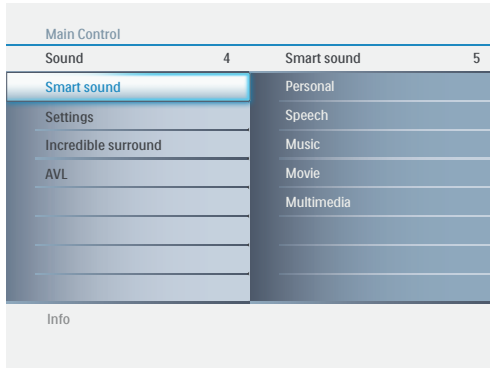 Main Control
Sound 4 Smart sound 5
Smart sound Personal
Settings Speech
Incredible surround Music
AVL Movie
Multimedia
Info